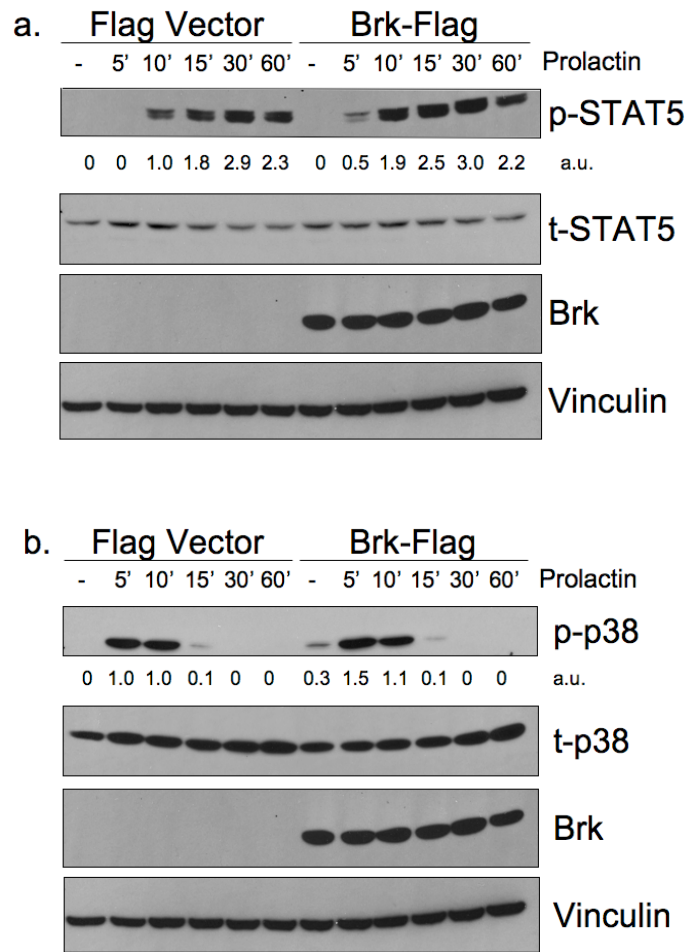 a. Flag Vector Brk-Flag
- 5’ 10’ 15’ 30’ 60’ - 5’ 10’ 15’ 30’ 60’ Prolactin
p-STAT5
0 0 1.0 1.8 2.9 2.3 0 0.5 1.9 2.5 3.0 2.2 a.u.
t-STAT5
Brk
Vinculin
b. Flag Vector Brk-Flag
- 5’ 10’ 15’ 30’ 60’ - 5’ 10’ 15’ 30’ 60’ Prolactin
p-p38
0 1.0 1.0 0.1 0 0 0.3 1.5 1.1 0.1 0 0 a.u.
t-p38
Brk
Vinculin